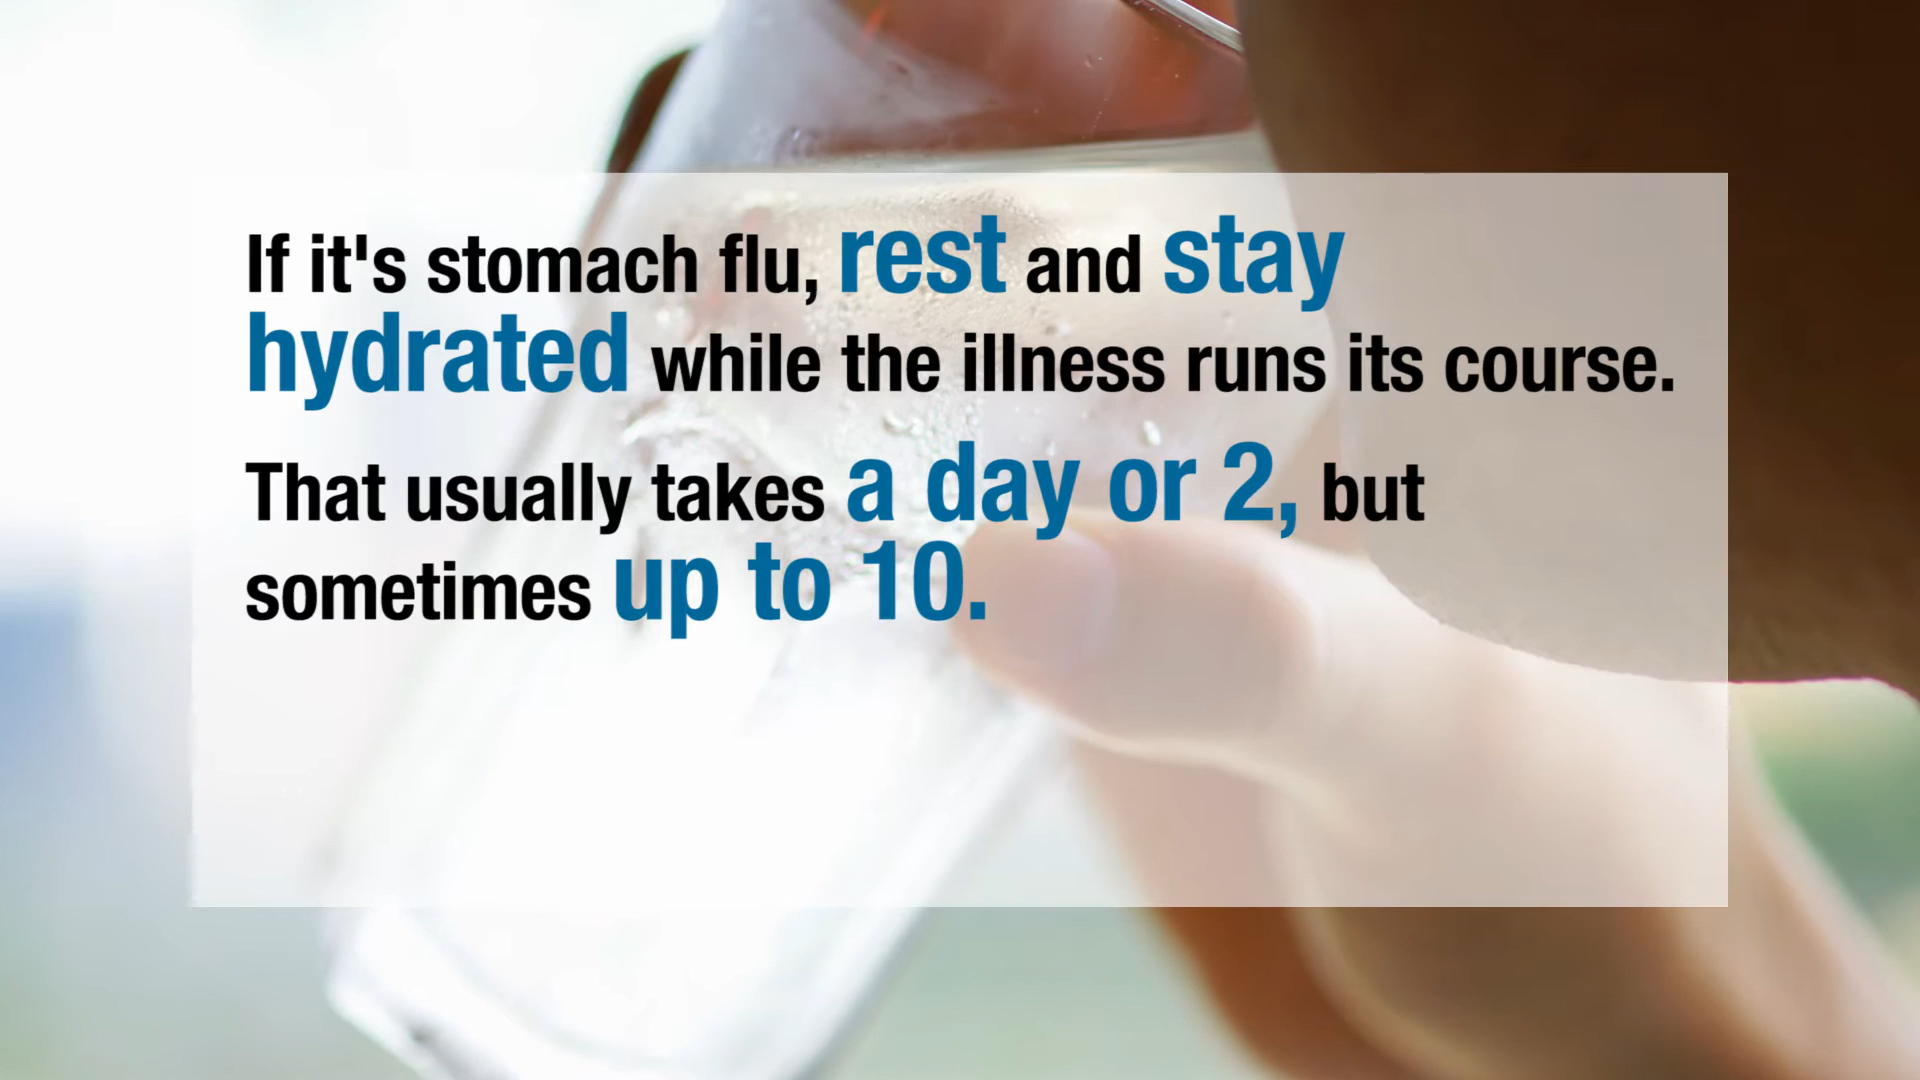 If it's stomach flu, rest and stay
hydrated while the illness runs its course.
That usually takes a day or 2, but
sometimes up to 10.